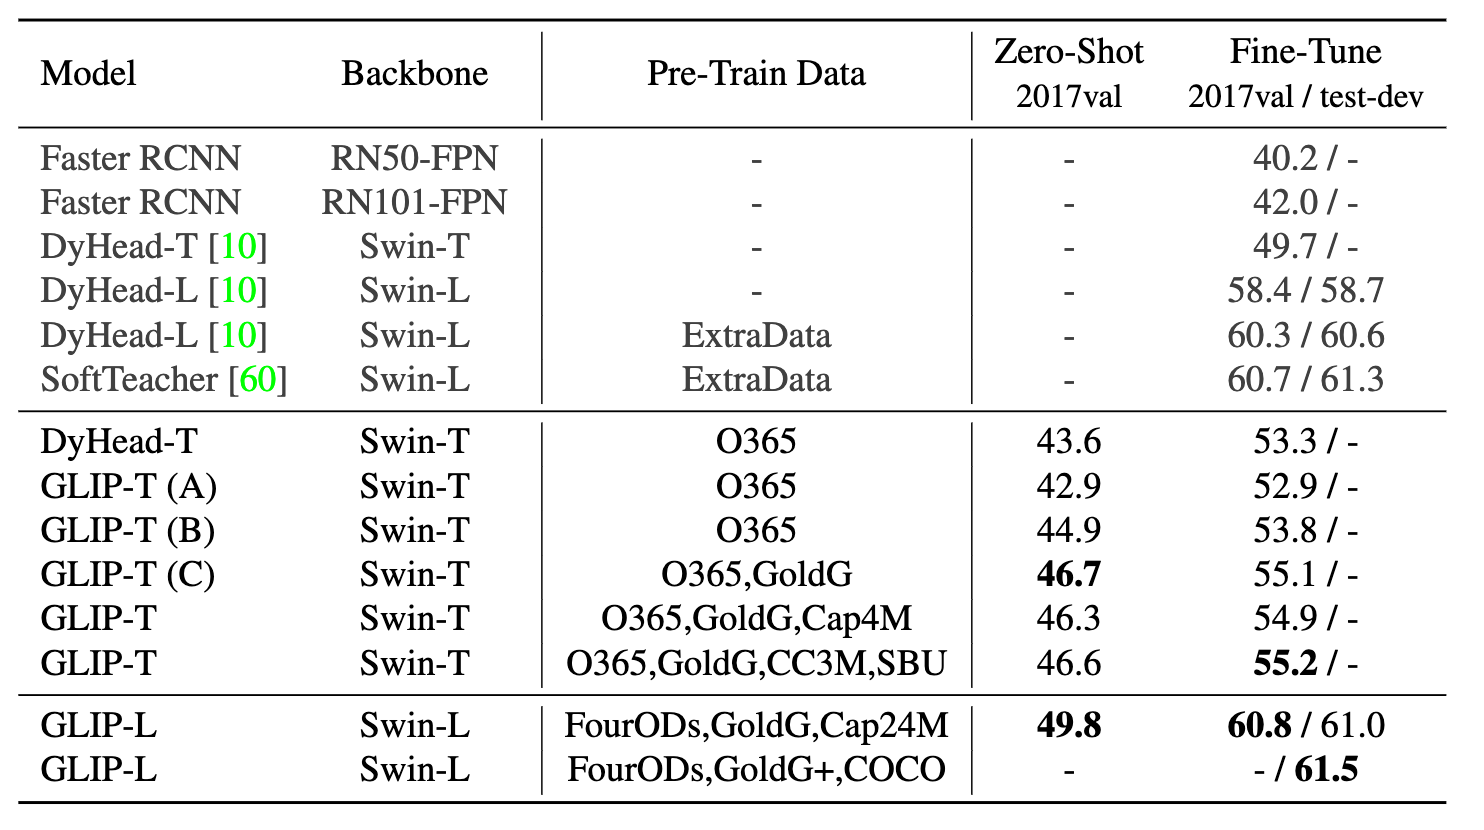 Model Backbone Pre-Train Data Zero-Shot Fine-Tune
2017val 2017val / test-dev
Faster RCNN RN50-FPN - - 40.2 / -
Faster RCNN RN101-FPN - - 42.0 / -
DyHead-T [10] Swin-T - - 49.7 / -
DyHead-L [10] Swin-L - - 58.4 / 58.7
DyHead-L [10] Swin-L ExtraData - 60.3 / 60.6
SoftTeacher [60] Swin-L ExtraData - 60.7 / 61.3
DyHead-T Swin-T O365 43.6 53.3 / -
GLIP-T (A) Swin-T O365 42.9 52.9 / -
GLIP-T (B) Swin-T O365 44.9 53.8 / -
GLIP-T (C) Swin-T O365,GoldG 46.7 55.1 / -
GLIP-T Swin-T O365,GoldG,Cap4M 46.3 54.9 / -
GLIP-T Swin-T O365,GoldG,CC3M,SBU 46.6 55.2 / -
GLIP-L Swin-L FourODs,GoldG,Cap24M 49.8 60.8 / 61.0
GLIP-L Swin-L FourODs,GoldG+,COCO - - / 61.5